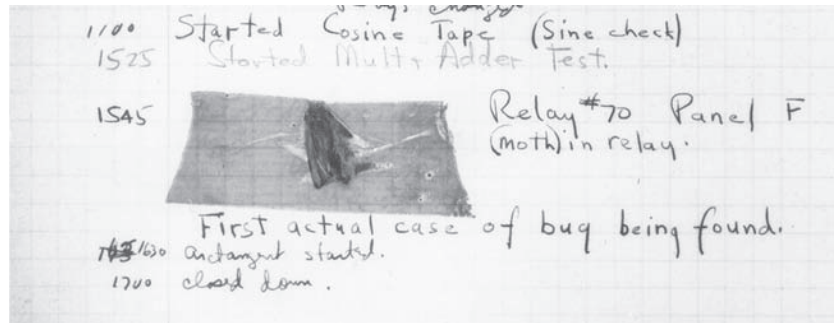 1100 Started Cosine Tape (Sine check)
1525 Started Mult + Adder Test.
1545 Relay #70 Panel F
(moth) in relay.
First actual case of bug being found.
1630 arctangent started.
1700 closed down.